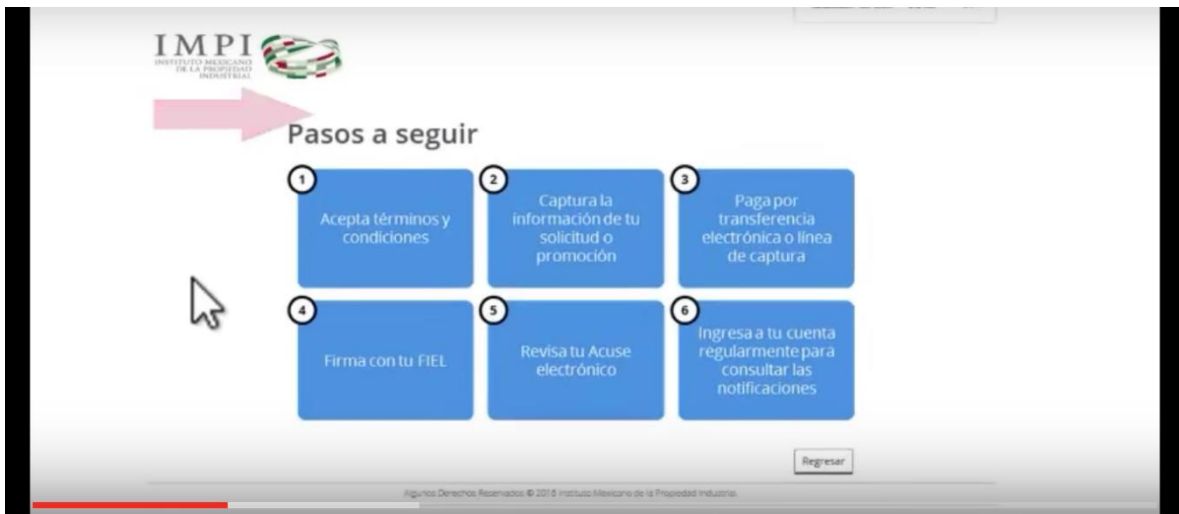 IMPI
INSTITUTO MEXICANO
DE LA PROPIEDAD
INDUSTRIAL
Pasos a seguir
1
Acepta términos y
condiciones
2
Captura la
información de tu
solicitud o
promoción
3
Paga por
transferencia
electrónica o línea
de captura
4
Firma con tu FIEL
5
Revisa tu Acuse
electrónico
6
Ingresa a tu cuenta
regularmente para
consultar las
notificaciones
Regresar
Algunos Derechos Reservados © 2016 Instituto Mexicano de la Propiedad Industrial.